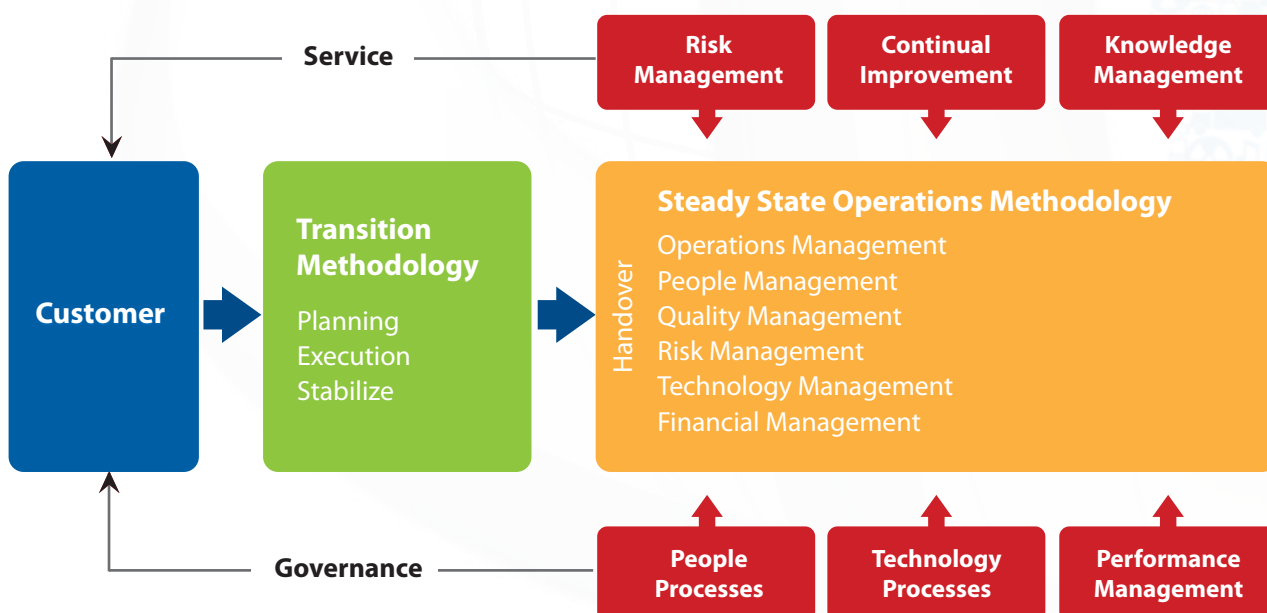 Service
Risk
Management
Continual
Improvement
Knowledge
Management
Customer
Transition
Methodology
Planning
Execution
Stabilize
Handover
Steady State Operations Methodology
Operations Management
People Management
Quality Management
Risk Management
Technology Management
Financial Management
Governance
People
Processes
Technology
Processes
Performance
Management